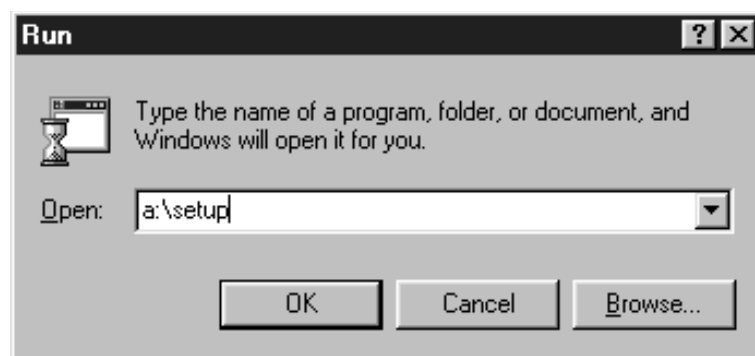 Run
Type the name of a program, folder, or document, and
Windows will open it for you.
Open: a:\setup
OK Cancel Browse...